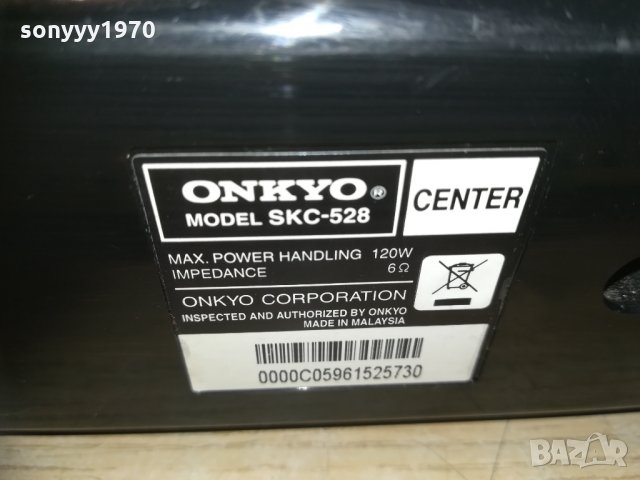 sonyyy1970
ONKYO®
MODEL SKC-528
CENTER
MAX. POWER HANDLING 120W
IMPEDANCE 6Ω
ONKYO CORPORATION
INSPECTED AND AUTHORIZED BY ONKYO
MADE IN MALAYSIA
0000C05961525730
BAZAR